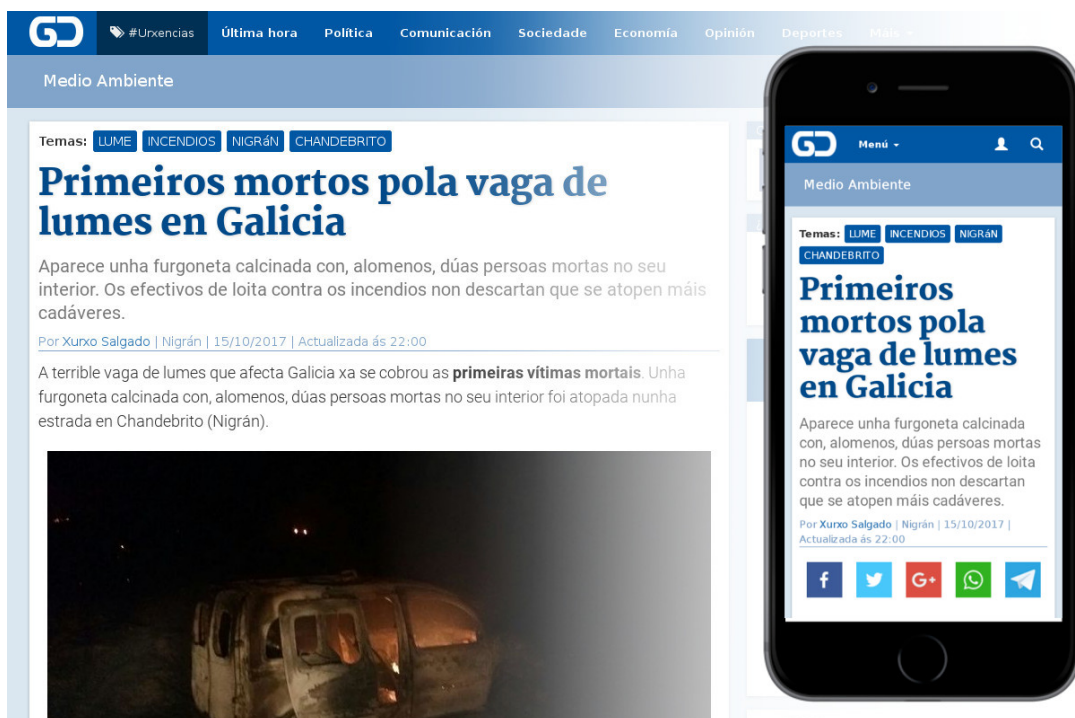 GC
#Urxencias Última hora Política Comunicación Sociedade Economía Opinión Deportes Máis
Medio Ambiente
Temas: LUME INCENDIOS NIGRáN CHANDEBRITO
Primeiros mortos pola vaga de
lumes en Galicia
Aparece unha furgoneta calcinada con, alomenos, dúas persoas mortas no seu
interior. Os efectivos de loita contra os incendios non descartan que se atopen máis
cadáveres.
Por Xurxo Salgado | Nigrán | 15/10/2017 | Actualizada ás 22:00
A terrible vaga de lumes que afecta Galicia xa se cobrou as primeiras vítimas mortais. Unha
furgoneta calcinada con, alomenos, dúas persoas mortas no seu interior foi atopada nunha
estrada en Chandebrito (Nigrán).
Menú
Medio Ambiente
Temas: LUME INCENDIOS NIGRáN
CHANDEBRITO
Primeiros
mortos pola
vaga de lumes
en Galicia
Aparece unha furgoneta calcinada
con, alomenos, dúas persoas mortas
no seu interior. Os efectivos de loita
contra os incendios non descartan
que se atopen máis cadáveres.
Por Xurxo Salgado | Nigrán | 15/10/2017 |
Actualizada ás 22:00
f G+